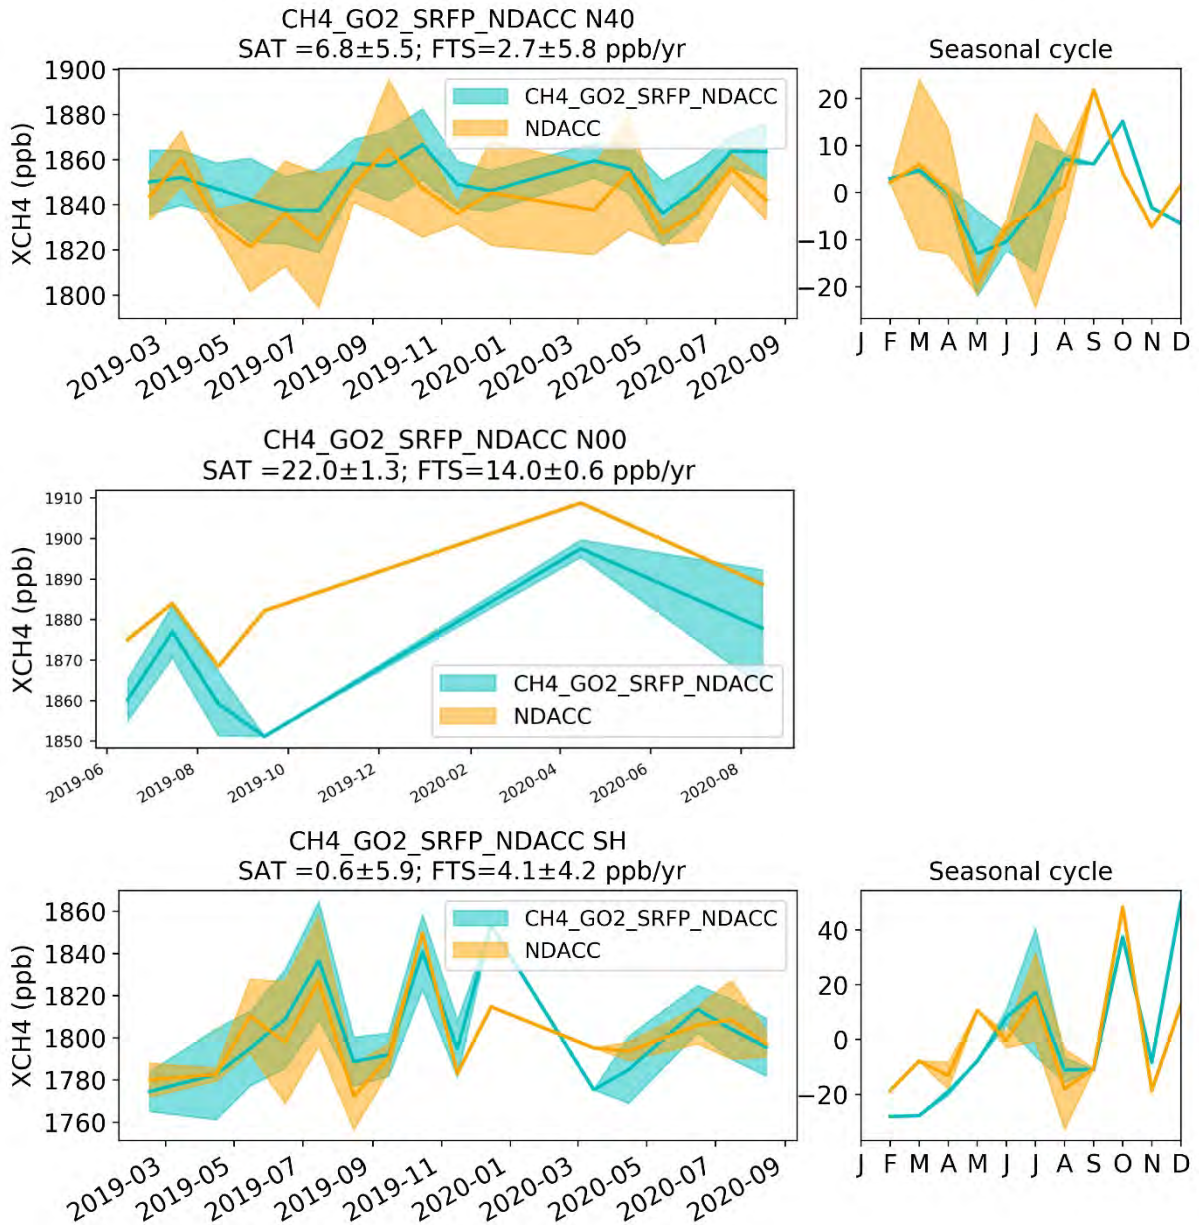 CH4_GO2_SRFP_NDACC N40
SAT =6.8±5.5; FTS=2.7±5.8 ppb/yr
Seasonal cycle
XCH4 (ppb)
1900
1880
1860
1840
1820
1800
CH4_GO2_SRFP_NDACC
NDACC
20
10
0
−10
−20
2019-03
2019-05
2019-07
2019-09
2019-11
2020-01
2020-03
2020-05
2020-07
2020-09
J F M A M J J A S O N D
CH4_GO2_SRFP_NDACC N00
SAT =22.0±1.3; FTS=14.0±0.6 ppb/yr
XCH4 (ppb)
1910
1900
1890
1880
1870
1860
1850
CH4_GO2_SRFP_NDACC
NDACC
2019-06
2019-08
2019-10
2019-12
2020-02
2020-04
2020-06
2020-08
CH4_GO2_SRFP_NDACC SH
SAT =0.6±5.9; FTS=4.1±4.2 ppb/yr
Seasonal cycle
XCH4 (ppb)
1860
1840
1820
1800
1780
1760
CH4_GO2_SRFP_NDACC
NDACC
40
20
0
−20
2019-03
2019-05
2019-07
2019-09
2019-11
2020-01
2020-03
2020-05
2020-07
2020-09
J F M A M J J A S O N D